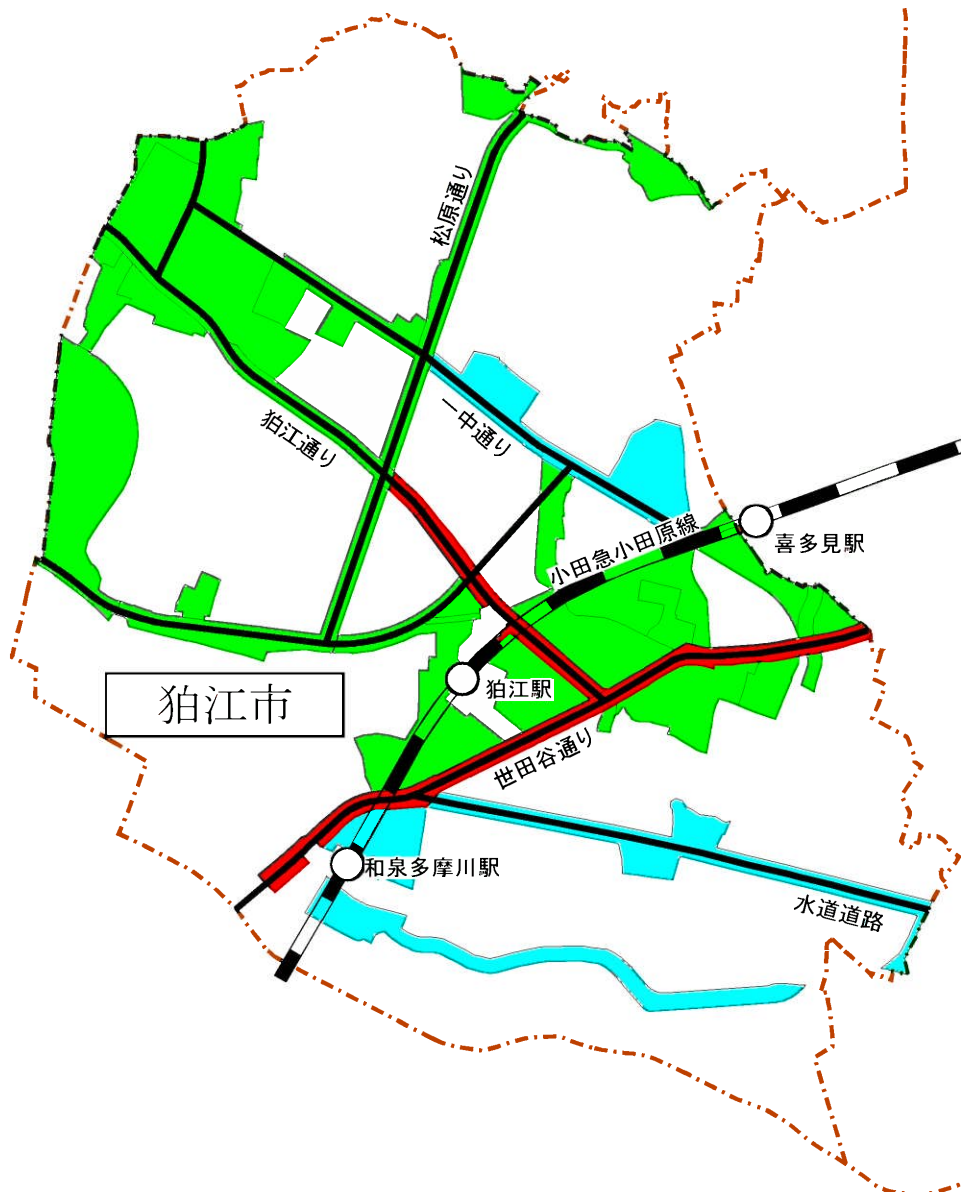 松原通り
一中通り
狛江通り
小田急小田原線
喜多見駅
狛江駅
狛江市
世田谷通り
和泉多摩川駅
水道道路